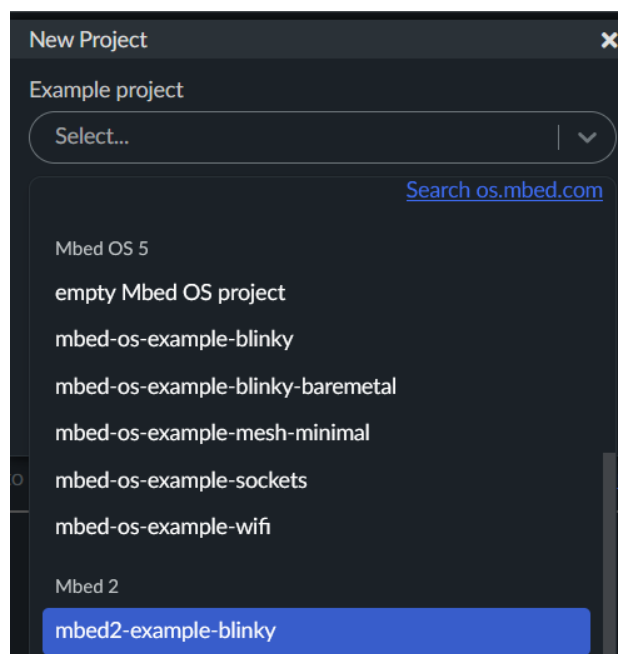 New Project
Example project
Select...
Search os.mbed.com
Mbed OS 5
empty Mbed OS project
mbed-os-example-blinky
mbed-os-example-blinky-baremetal
mbed-os-example-mesh-minimal
mbed-os-example-sockets
mbed-os-example-wifi
Mbed 2
mbed2-example-blinky